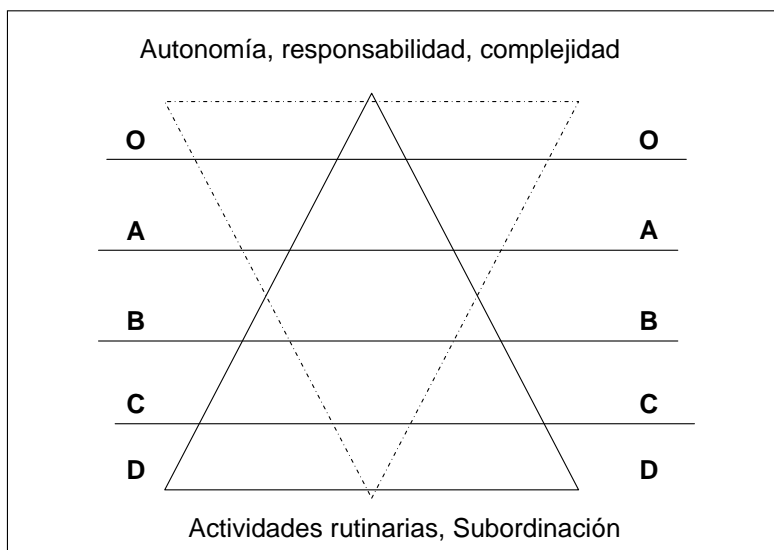 Autonomía, responsabilidad, complejidad
O O
A A
B B
C C
D D
Actividades rutinarias, Subordinación